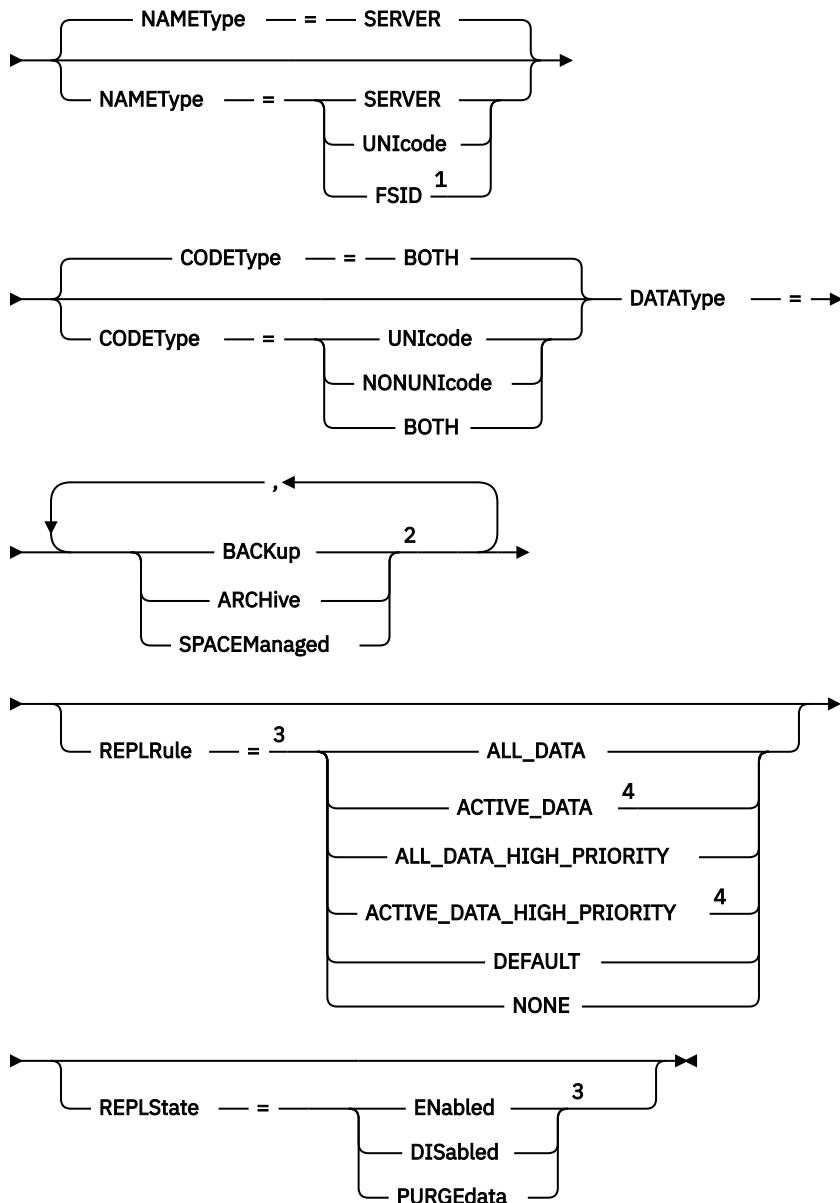 NAMEType = SERVER
NAMEType = SERVER
UNIcode
FSID 1
CODEType = BOTH
DATAType =
CODEType = UNIcode
NONUNIcode
BOTH
,
BACKup 2
ARCHive
SPACEManaged
REPLRule = 3 ALL_DATA
ACTIVE_DATA 4
ALL_DATA_HIGH_PRIORITY
ACTIVE_DATA_HIGH_PRIORITY 4
DEFAULT
NONE
REPLState = ENabled 3
DISabled
PURGEdata